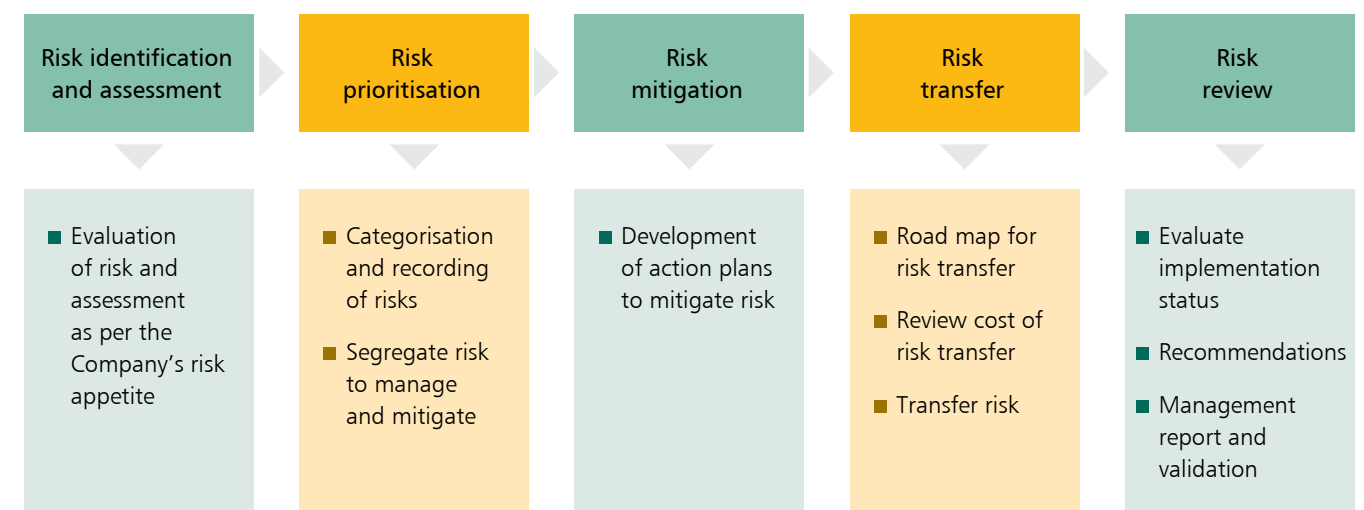 Risk identification
and assessment
Risk
prioritisation
Risk
mitigation
Risk
transfer
Risk
review
Evaluation
of risk and
assessment
as per the
Company’s risk
appetite
Categorisation
and recording
of risks
Segregate risk
to manage
and mitigate
Development
of action plans
to mitigate risk
Road map for
risk transfer
Review cost of
risk transfer
Transfer risk
Evaluate
implementation
status
Recommendations
Management
report and
validation